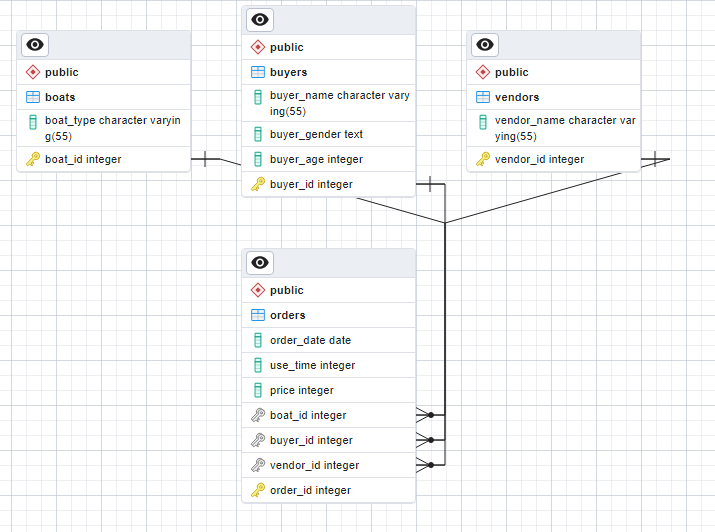 public
boats
boat_type character varyin
g(55)
boat_id integer
public
buyers
buyer_name character vary
ing(55)
buyer_gender text
buyer_age integer
buyer_id integer
public
vendors
vendor_name character var
ying(55)
vendor_id integer
public
orders
order_date date
use_time integer
price integer
boat_id integer
buyer_id integer
vendor_id integer
order_id integer